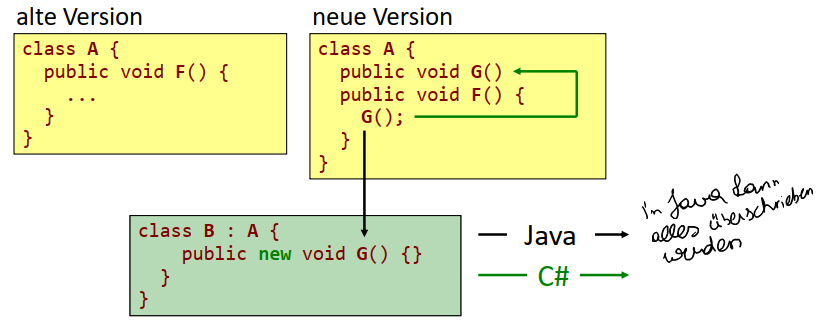 alte Version
class A {
public void F() {
...
}
}
neue Version
class A {
public void G()
public void F() {
G();
}
}
class B : A {
public new void G() {}
}
}
Java
C#
in Java kann
alles überschrieben
werden